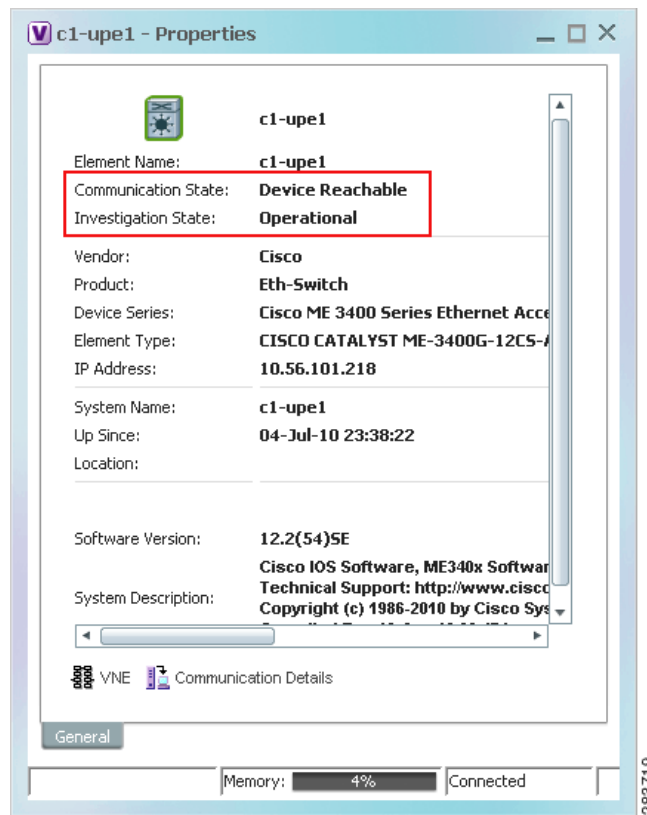 c1-upe1 - Properties
c1-upe1
Element Name: c1-upe1
Communication State: Device Reachable
Investigation State: Operational
Vendor: Cisco
Product: Eth-Switch
Device Series: Cisco ME 3400 Series Ethernet Acce
Element Type: CISCO CATALYST ME-3400G-12CS-
IP Address: 10.56.101.218
System Name: c1-upe1
Up Since: 04-Jul-10 23:38:22
Location:
Software Version: 12.2(54)SE
Cisco IOS Software, ME340x Softwar
System Description: Technical Support: http://www.cisc
Copyright (c) 1986-2010 by Cisco Sys
VNE Communication Details
General
Memory: 4% Connected